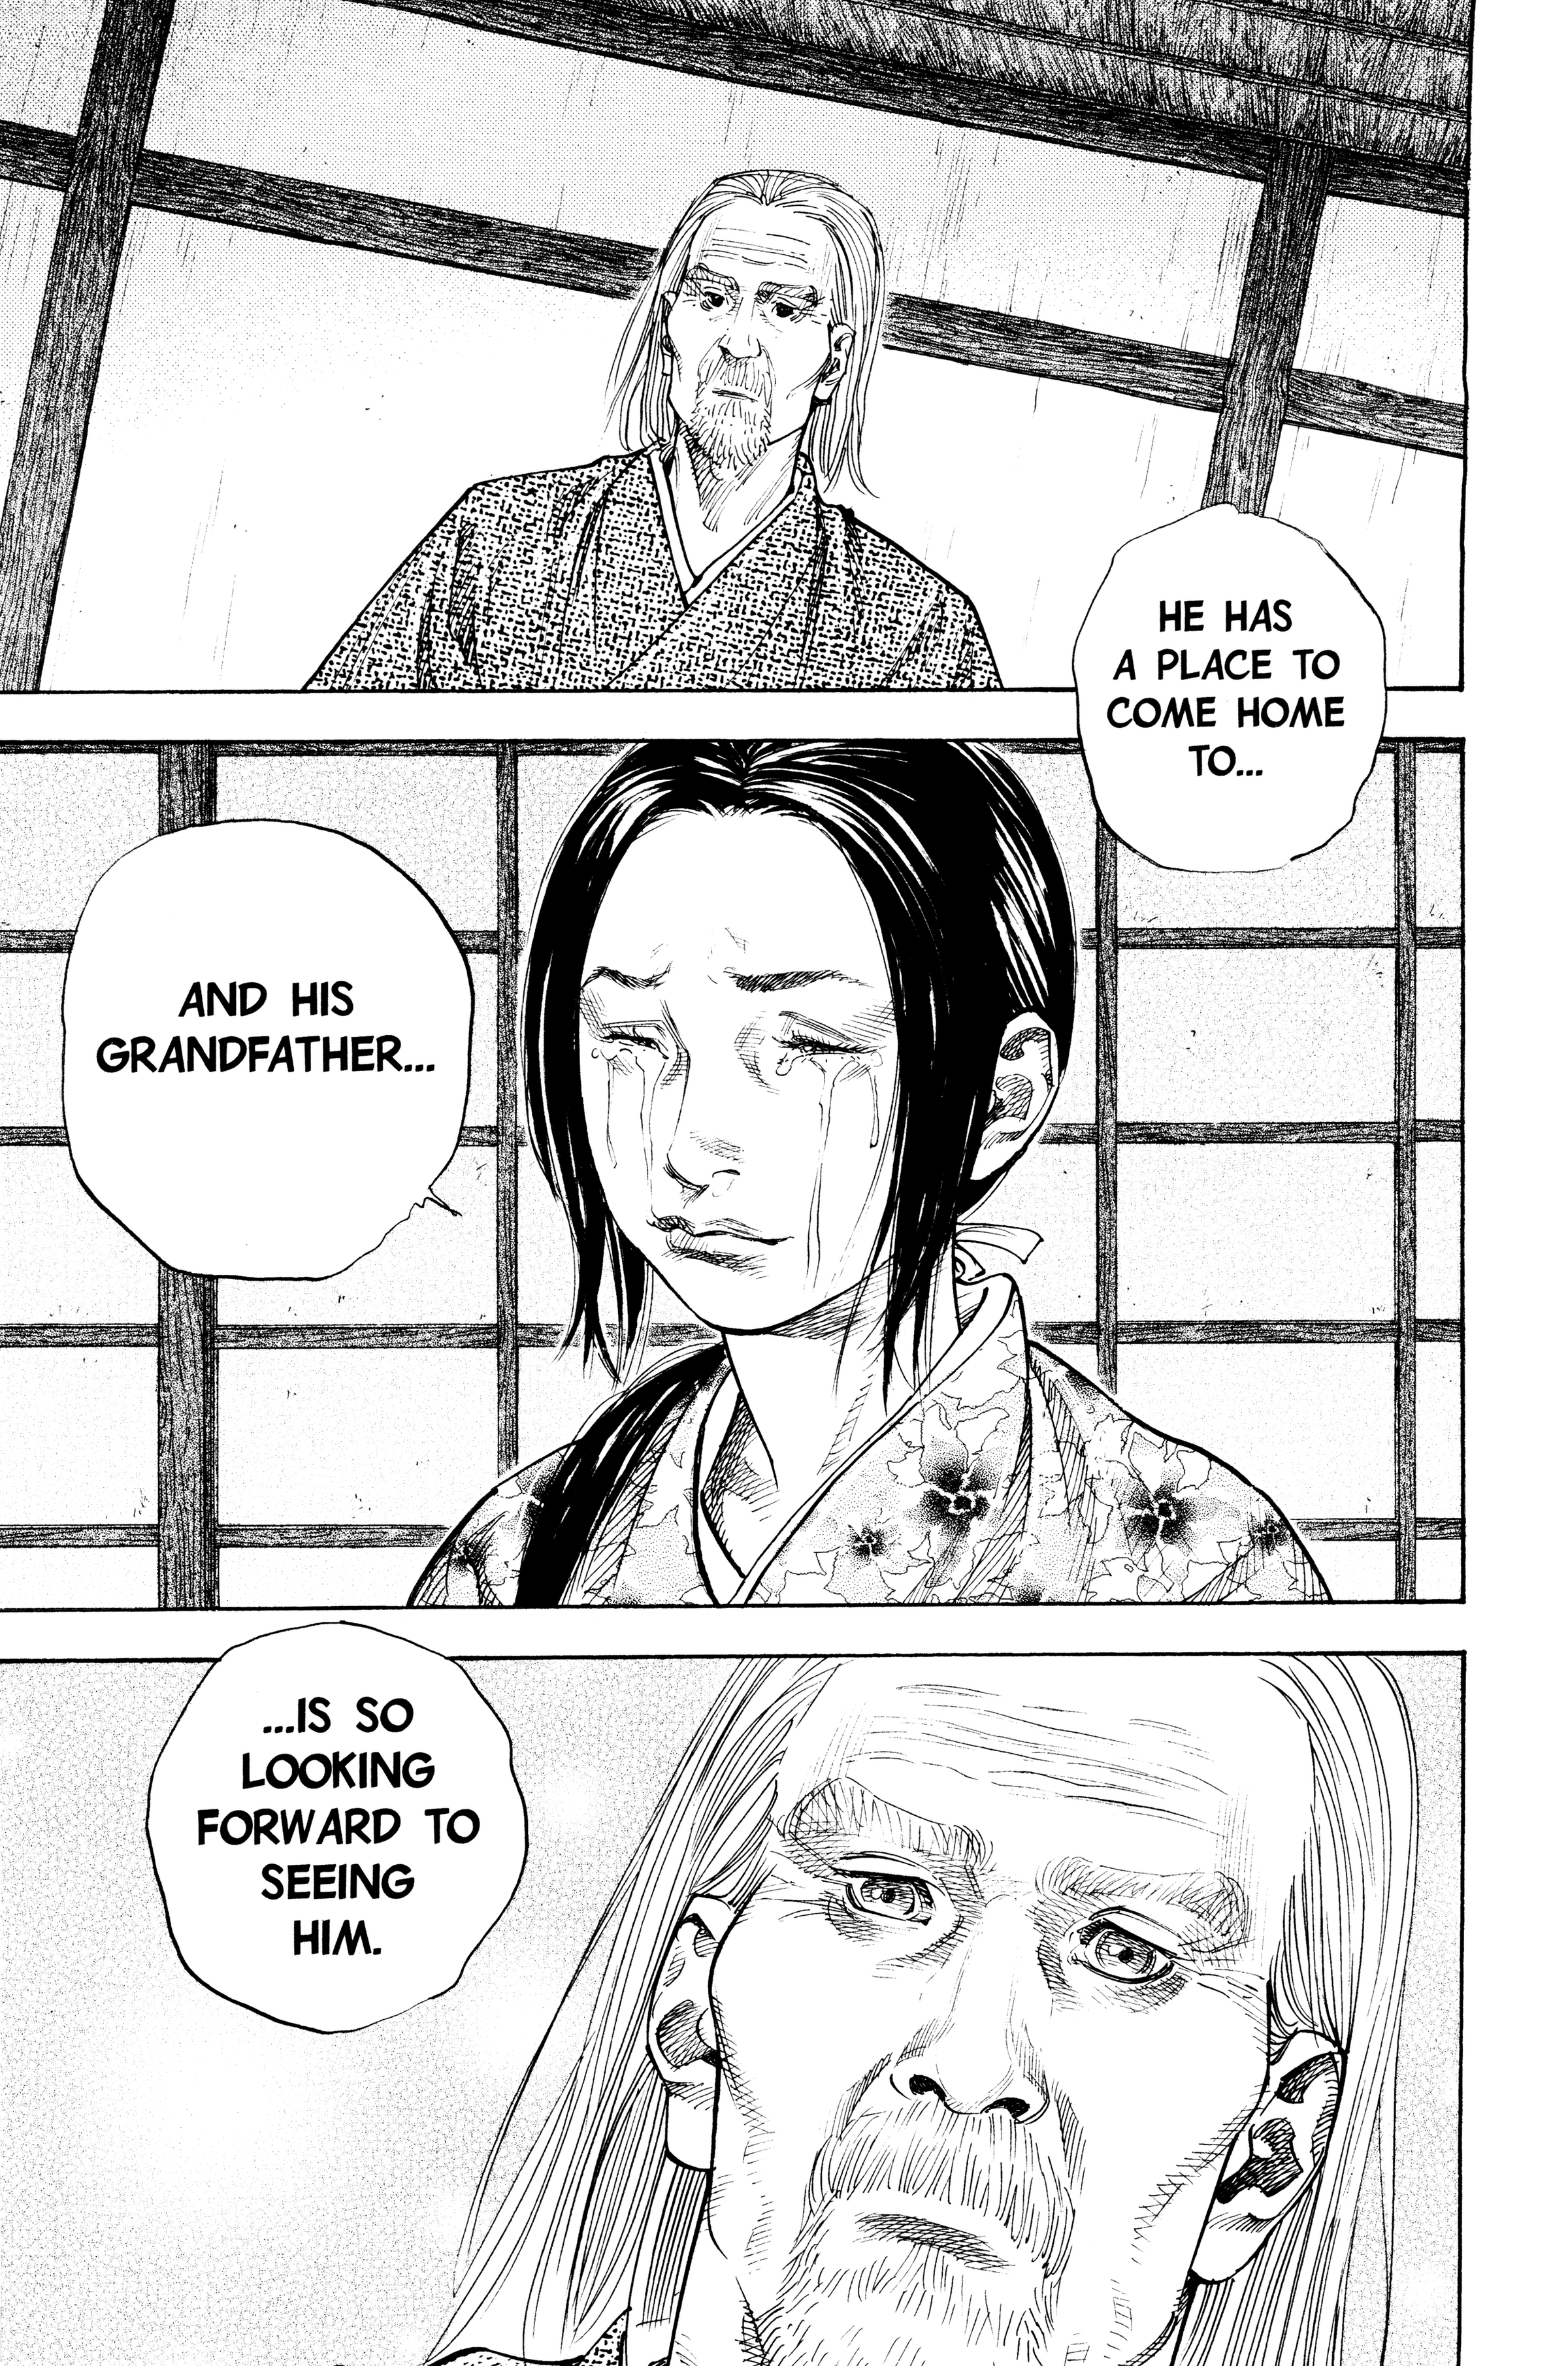 HE HAS
A PLACE TO
COME HOME
TO...
AND HIS
GRANDFATHER...
...IS SO
LOOKING
FORWARD TO
SEEING
HIM.